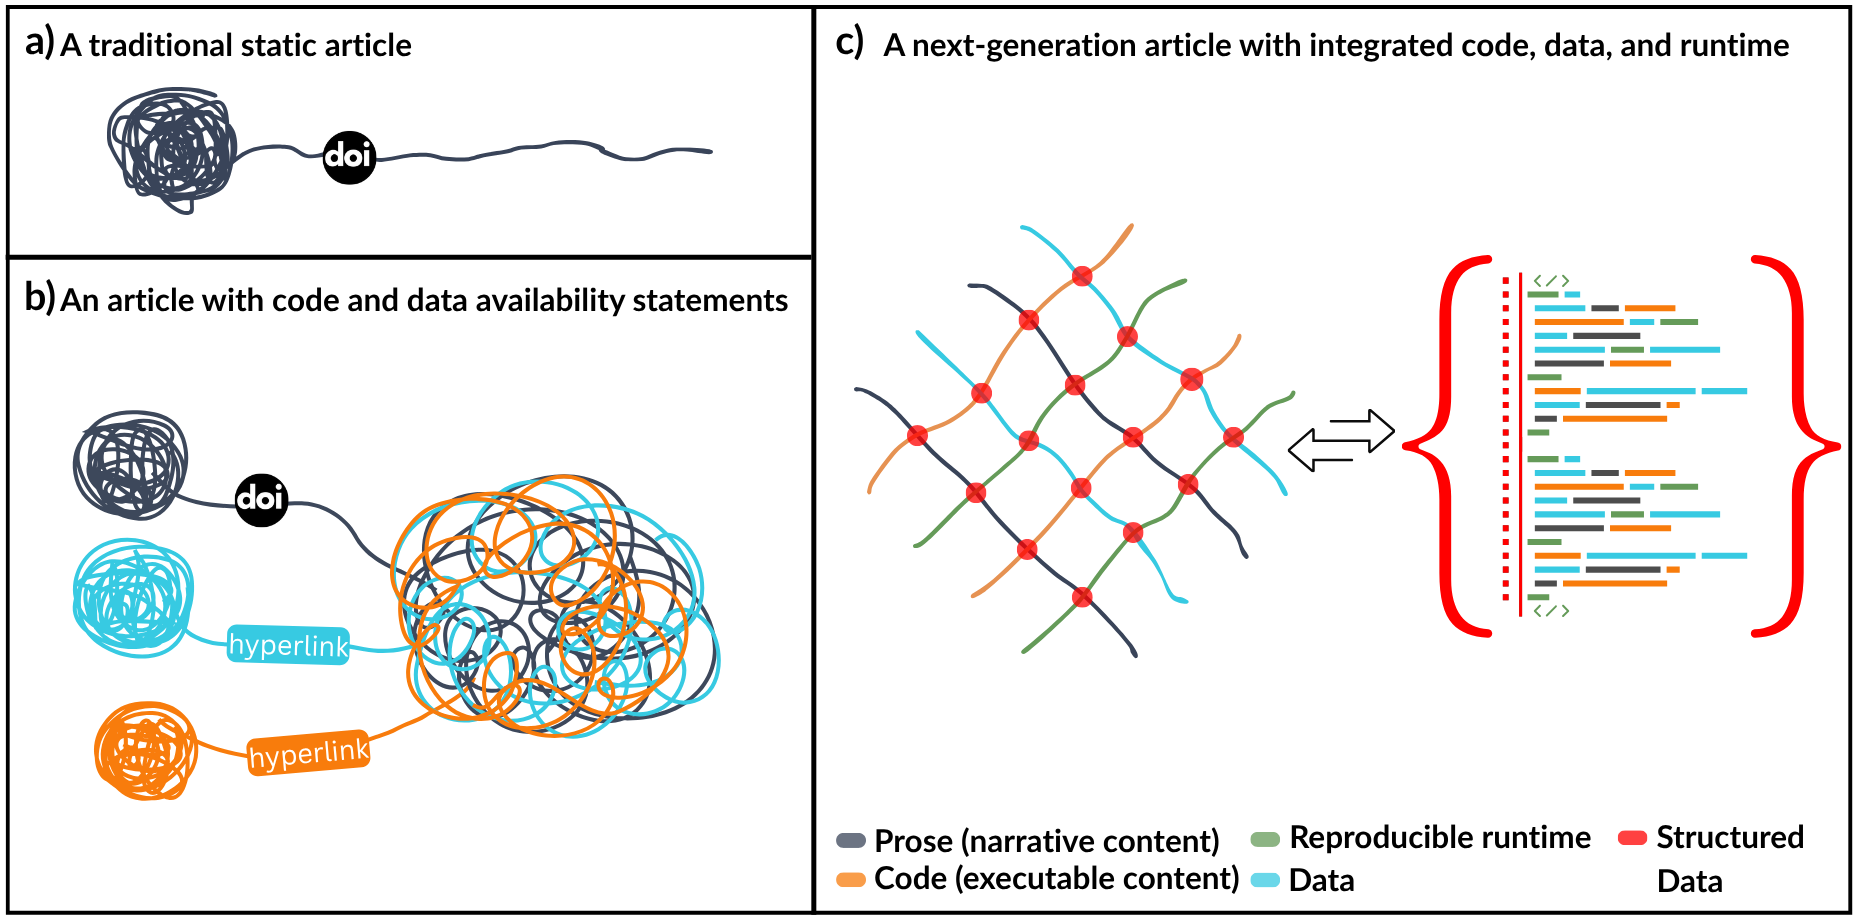 a) A traditional static article
doi
b) An article with code and data availability statements
doi
hyperlink
hyperlink
c) A next-generation article with integrated code, data, and runtime
< / >
< / >
Prose (narrative content)
Code (executable content)
Reproducible runtime
Data
Structured
Data